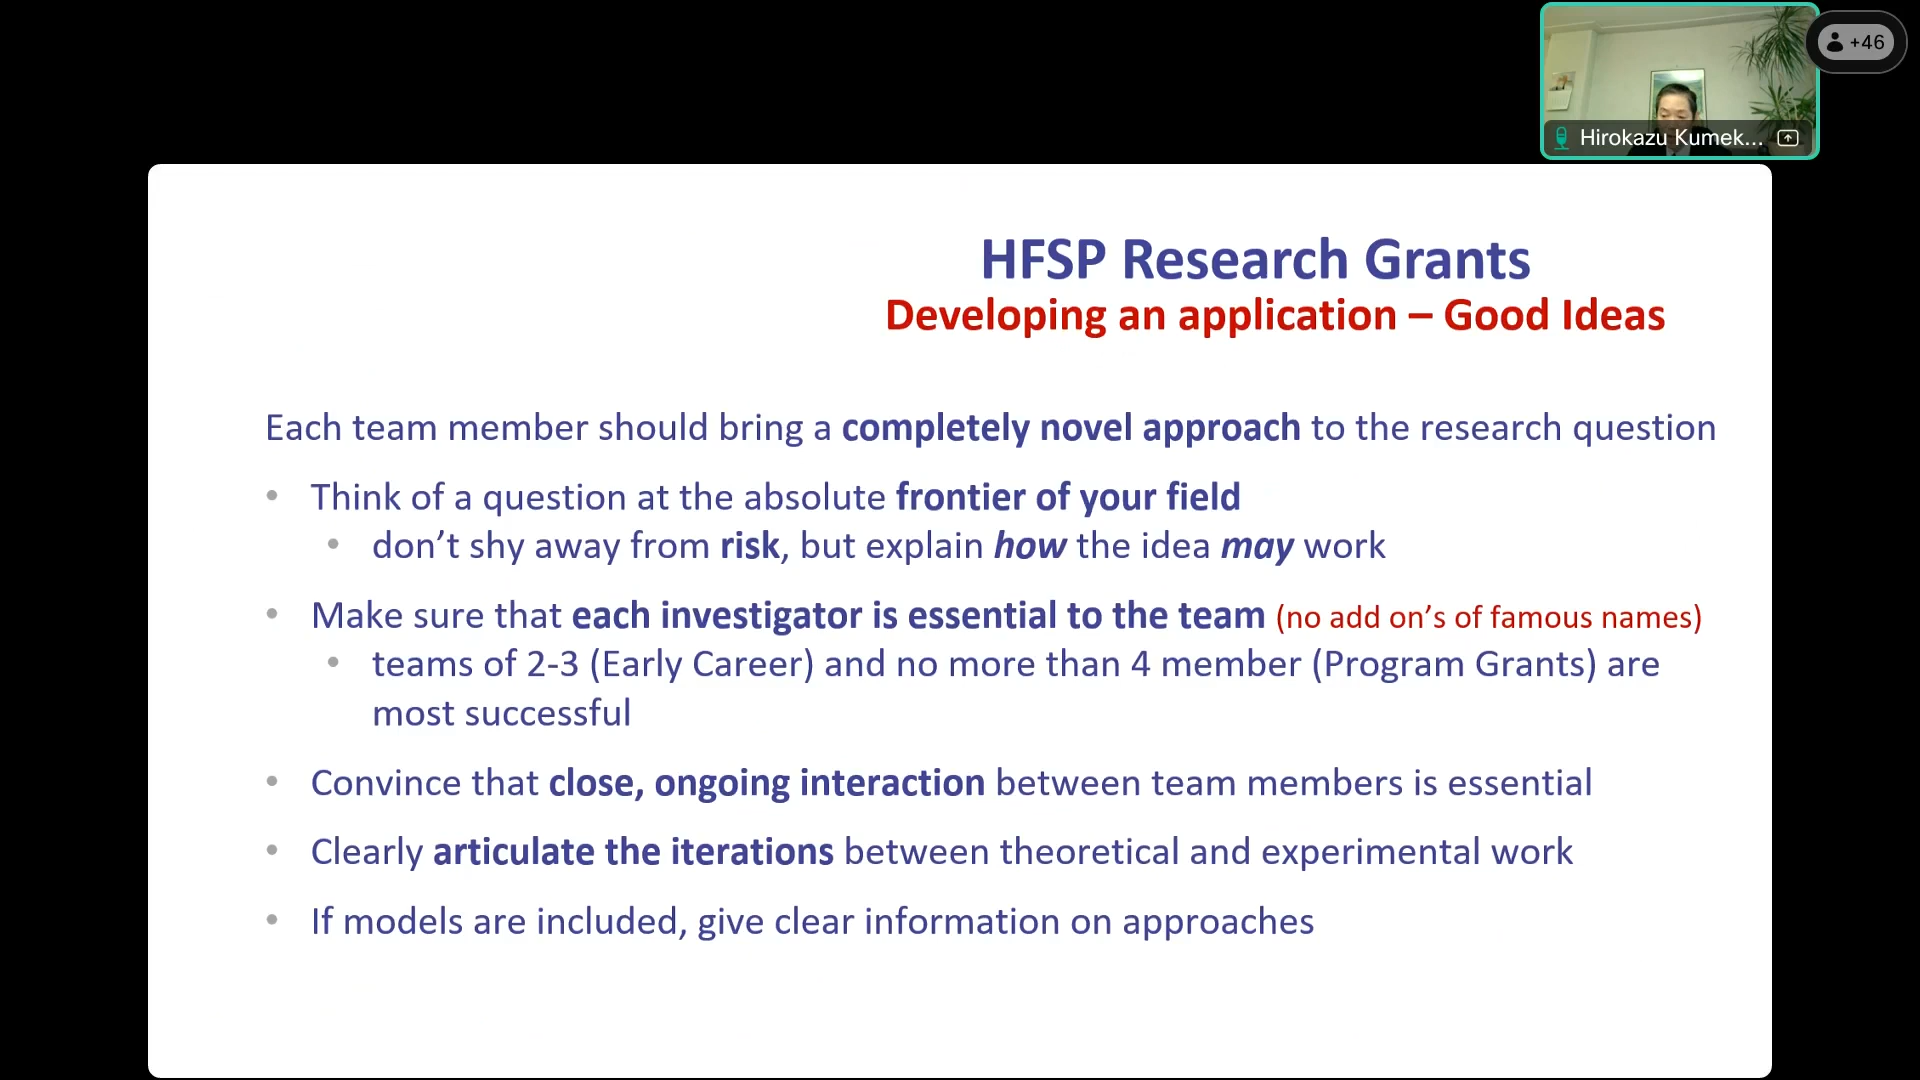 +46
Hirokazu Kumek...
HFSP Research Grants
Developing an application – Good Ideas
Each team member should bring a completely novel approach to the research question
• Think of a question at the absolute frontier of your field
• don’t shy away from risk, but explain how the idea may work
• Make sure that each investigator is essential to the team (no add on’s of famous names)
• teams of 2-3 (Early Career) and no more than 4 member (Program Grants) are
most successful
• Convince that close, ongoing interaction between team members is essential
• Clearly articulate the iterations between theoretical and experimental work
• If models are included, give clear information on approaches